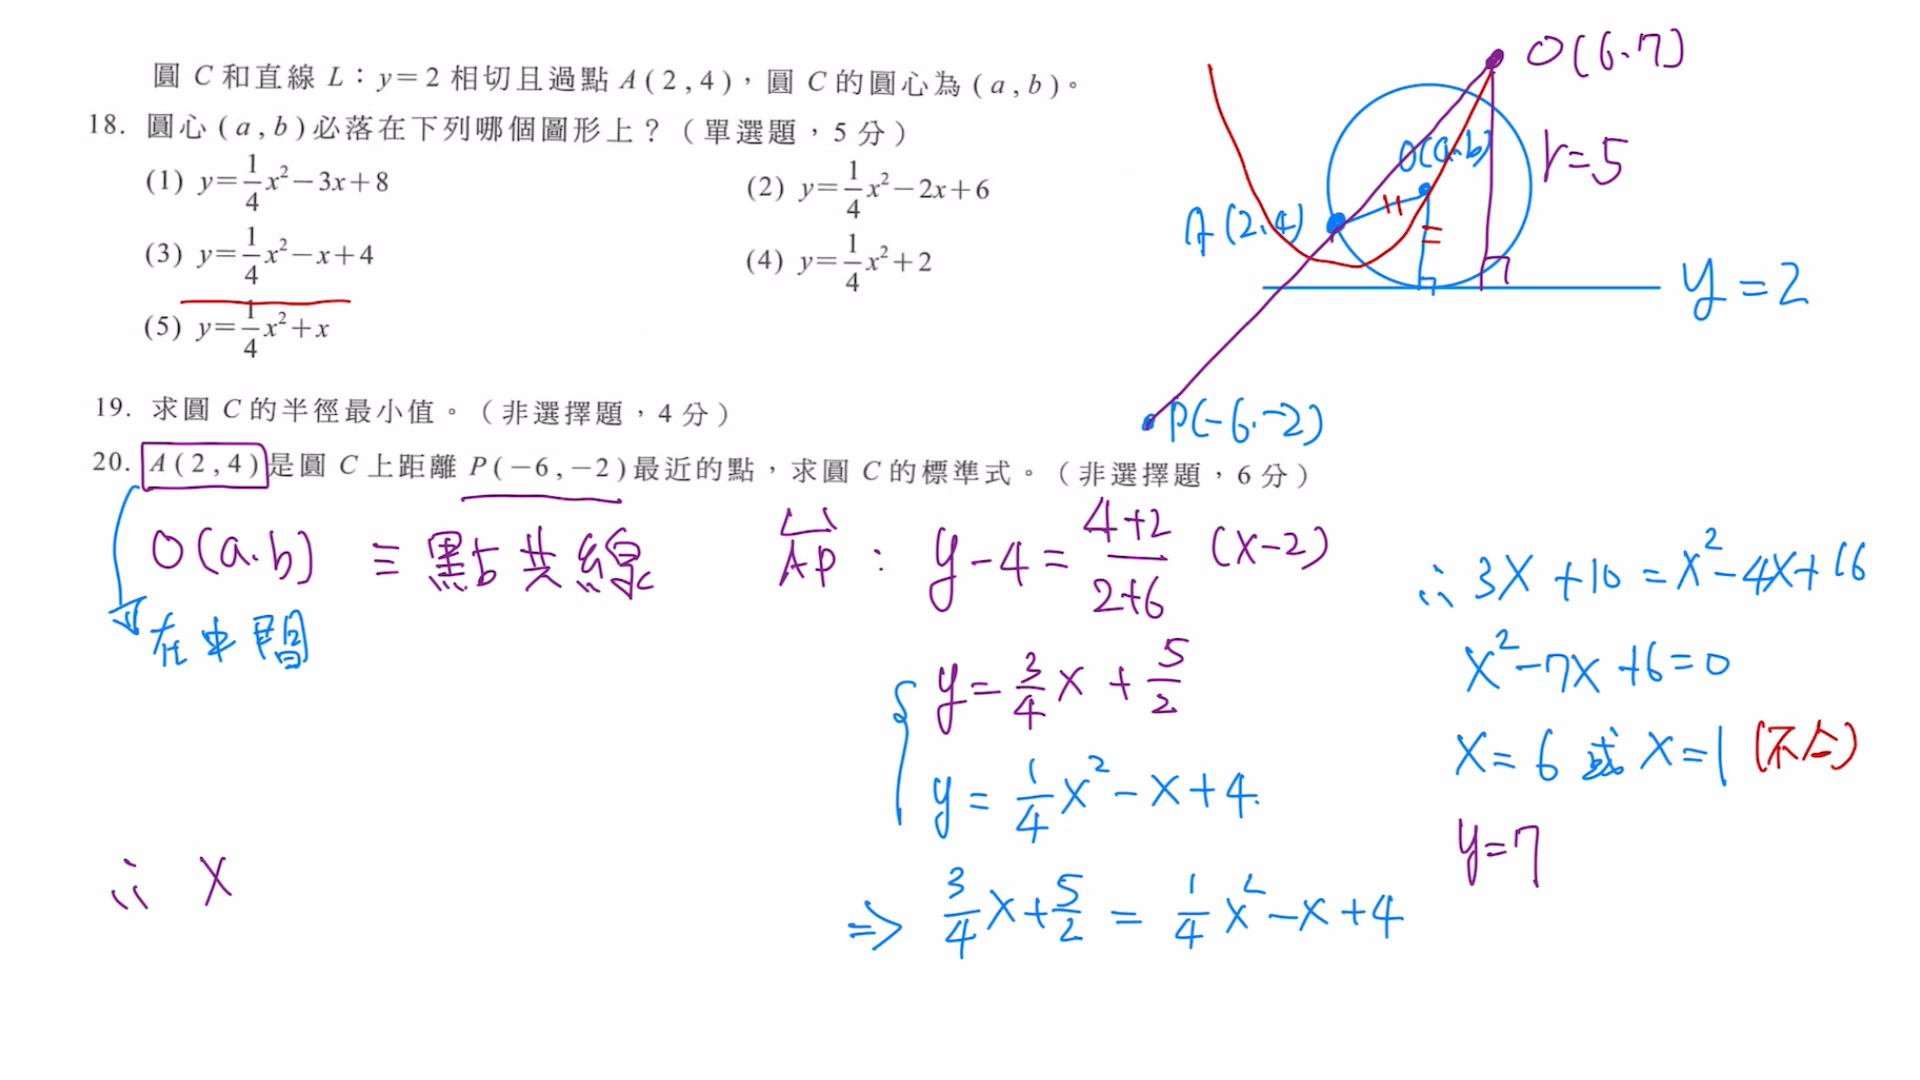 圓 C 和直線 L：y=2 相切且過點 A(2,4)，圓 C 的圓心為 (a,b)。
18. 圓心 (a,b) 必落在下列哪個圖形上？（單選題，5 分）
(1) y=1/4x²−3x+8
(2) y=1/4x²−2x+6
(3) y=1/4x²−x+4
(4) y=1/4x²+2
(5) y=1/4x²+x
19. 求圓 C 的半徑最小值。（非選擇題，4 分）
20. A(2,4) 是圓 C 上距離 P(−6,−2) 最近的點，求圓 C 的標準式。（非選擇題，6 分）
O(6.7)
r=5
O(a.b)
A(2.4)
y=2
P(-6.-2)
O(a.b) 三點共線
在中間
AP : y-4=(4+2)/(2+6) (x-2)
y=3/4x+5/2
y=1/4x²-x+4.
⇒ 3/4x+5/2=1/4x²-x+4
∴ 3x+10=x²-4x+16
x²-7x+6=0
x=6 或 x=1 (不合)
y=7
∴ x